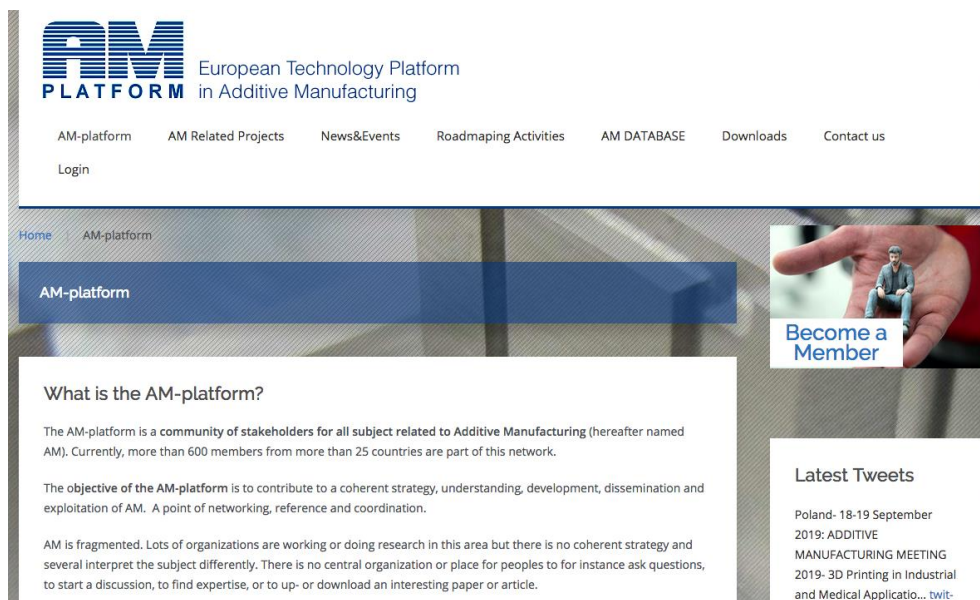 AM
PLATFORM
European Technology Platform
in Additive Manufacturing
AM-platform AM Related Projects News&Events Roadmaping Activities AM DATABASE Downloads Contact us
Login
Home | AM-platform
AM-platform
Become a
Member
What is the AM-platform?
The AM-platform is a community of stakeholders for all subject related to Additive Manufacturing (hereafter named
AM). Currently, more than 600 members from more than 25 countries are part of this network.
The objective of the AM-platform is to contribute to a coherent strategy, understanding, development, dissemination and
exploitation of AM. A point of networking, reference and coordination.
AM is fragmented. Lots of organizations are working or doing research in this area but there is no coherent strategy and
several interpret the subject differently. There is no central organization or place for peoples to for instance ask questions,
to start a discussion, to find expertise, or to up- or download an interesting paper or article.
Latest Tweets
Poland- 18-19 September
2019: ADDITIVE
MANUFACTURING MEETING
2019- 3D Printing in Industrial
and Medical Applicatio... twit-